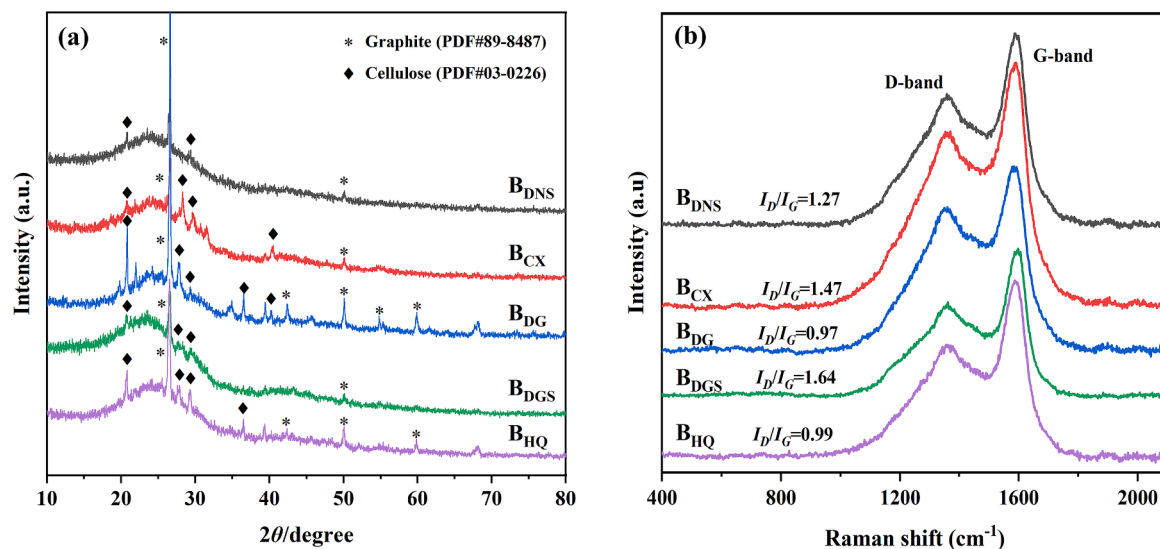 (a)
* Graphite (PDF#89-8487)
◆ Cellulose (PDF#03-0226)
B_DNS
B_CX
B_DG
B_DGS
B_HQ
Intensity (a.u.)
10 20 30 40 50 60 70 80
2θ/degree
(b)
G-band
D-band
B_DNS I_D/I_G=1.27
B_CX I_D/I_G=1.47
B_DG I_D/I_G=0.97
B_DGS I_D/I_G=1.64
B_HQ I_D/I_G=0.99
Intensity (a.u)
400 800 1200 1600 2000
Raman shift (cm⁻¹)